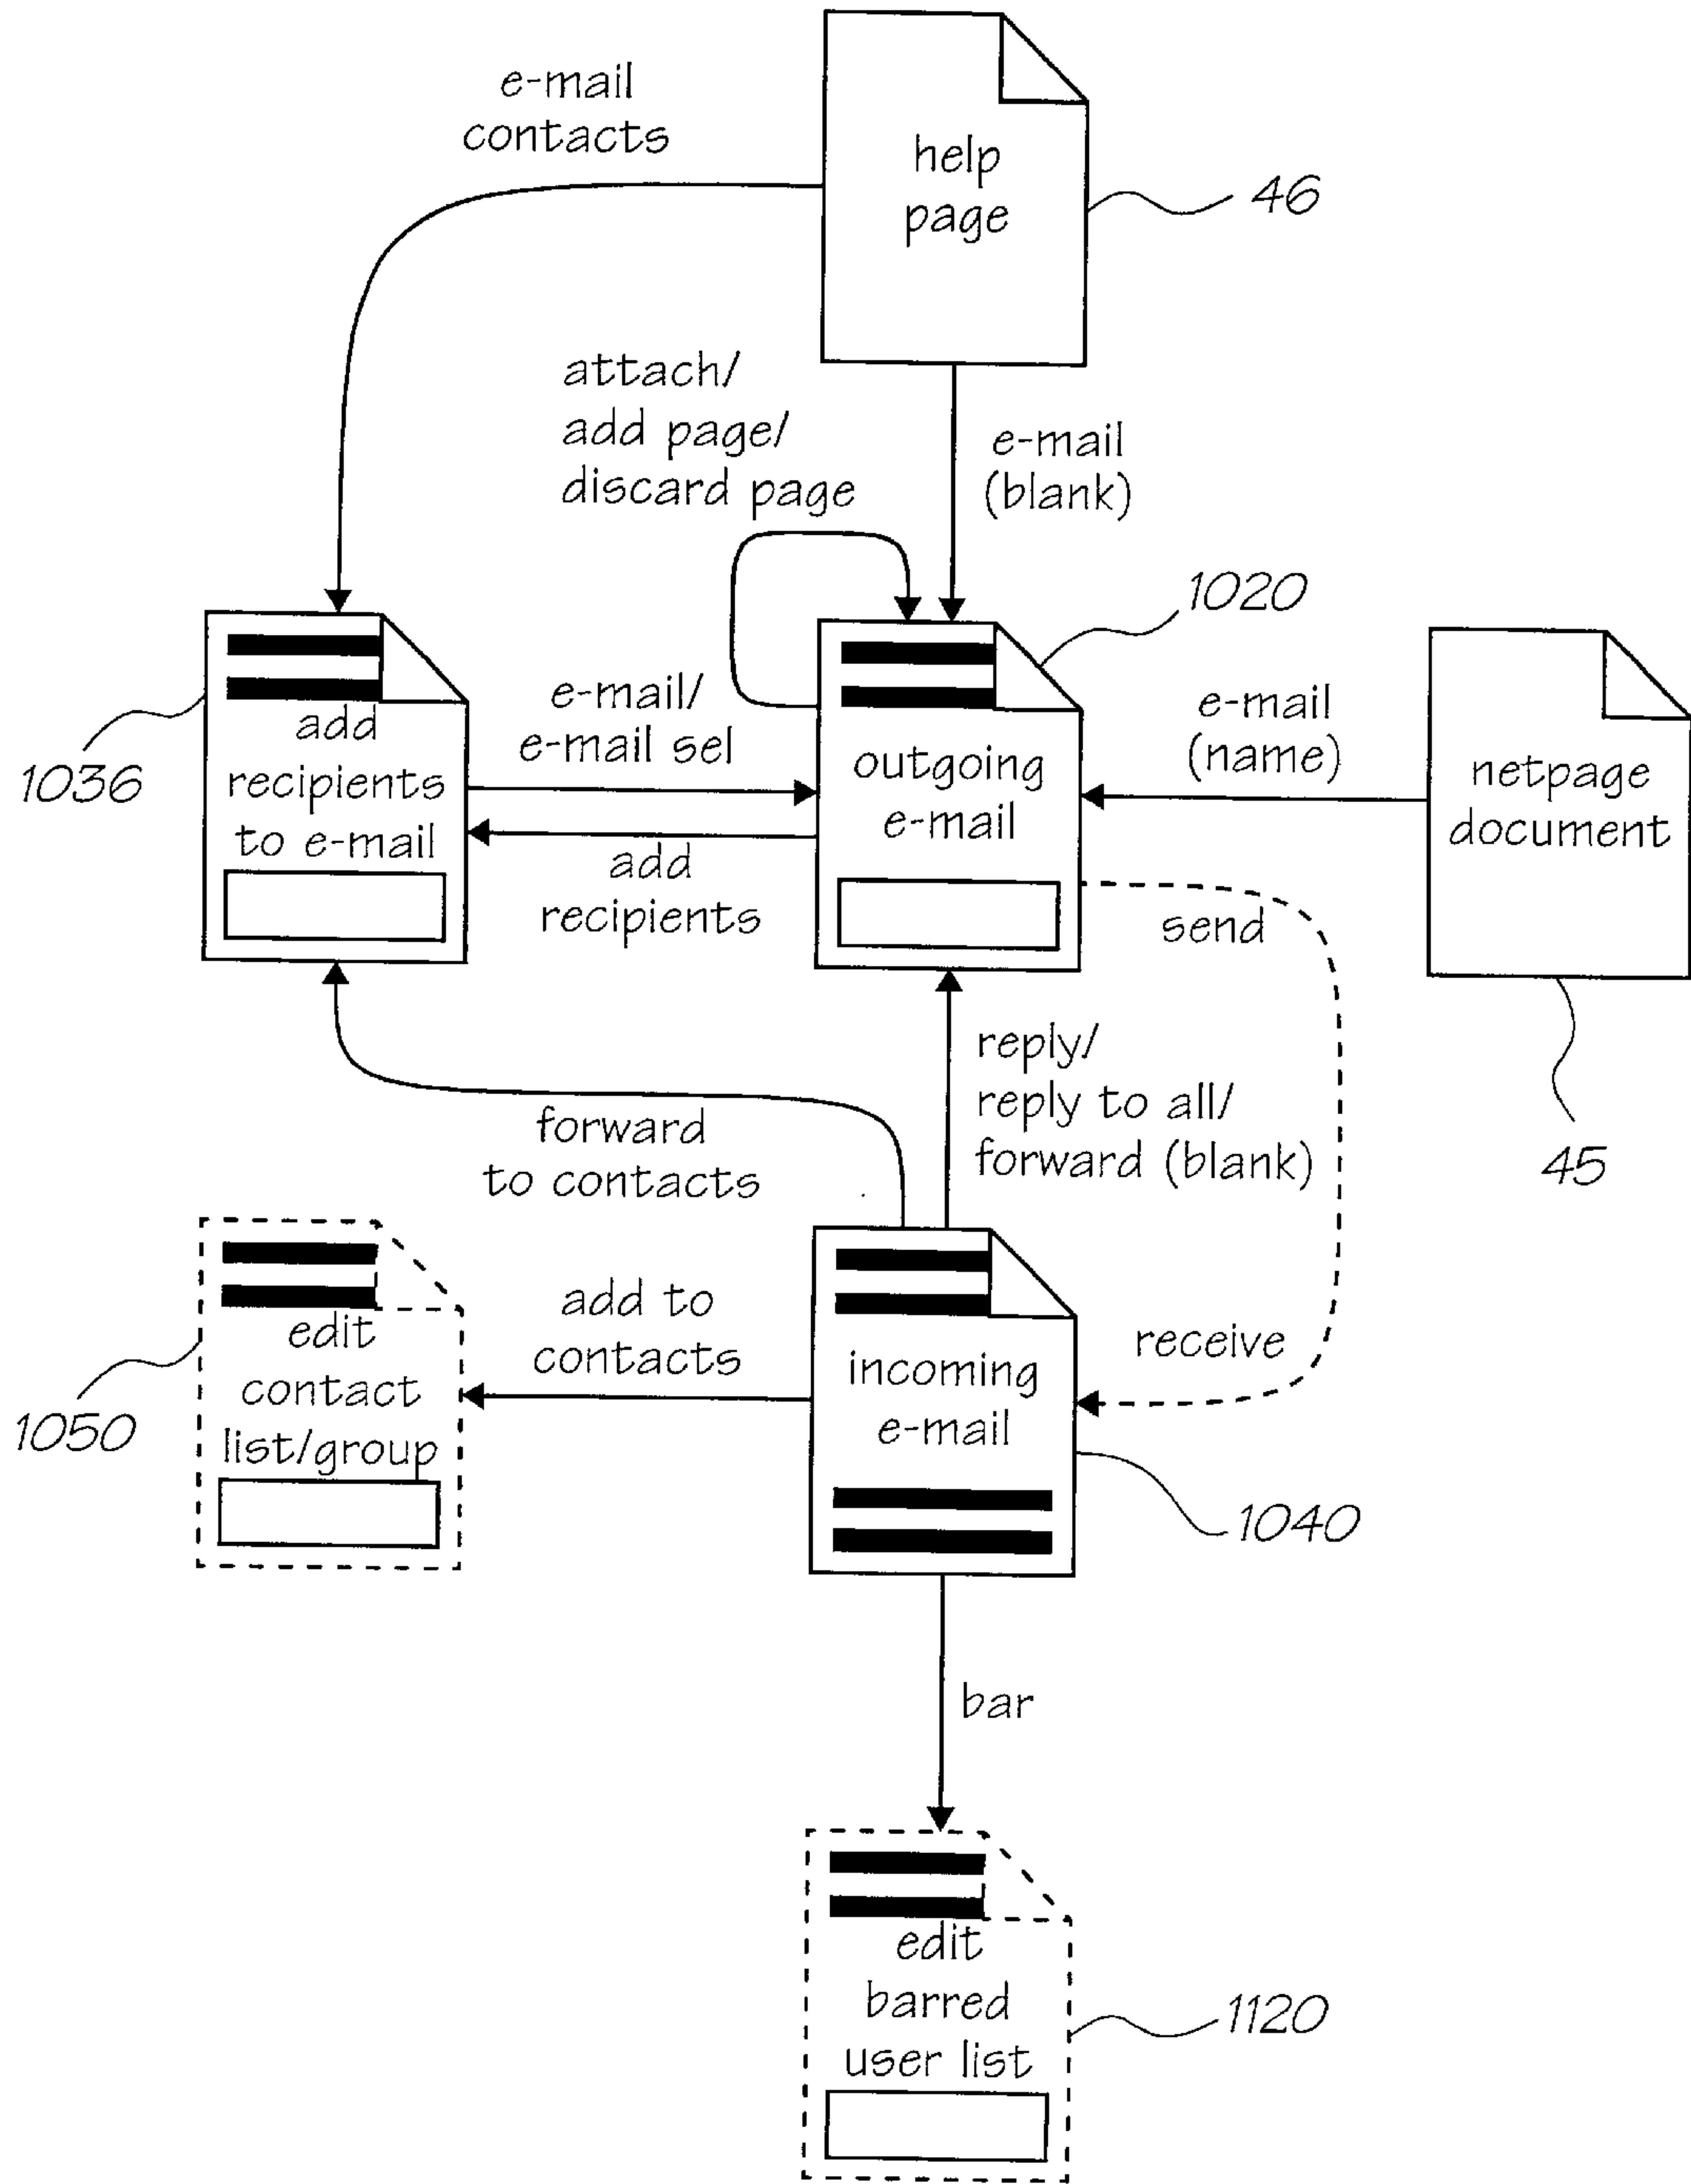 e-mail
contacts
help
page
46
attach/
add page/
discard page
e-mail
(blank)
1020
add
recipients
to e-mail
1036
e-mail/
e-mail sel
outgoing
e-mail
e-mail
(name)
netpage
document
add
recipients
send
45
reply/
reply to all/
forward (blank)
forward
to contacts
edit
contact
list/group
1050
add to
contacts
incoming
e-mail
receive
1040
bar
edit
barred
user list
1120